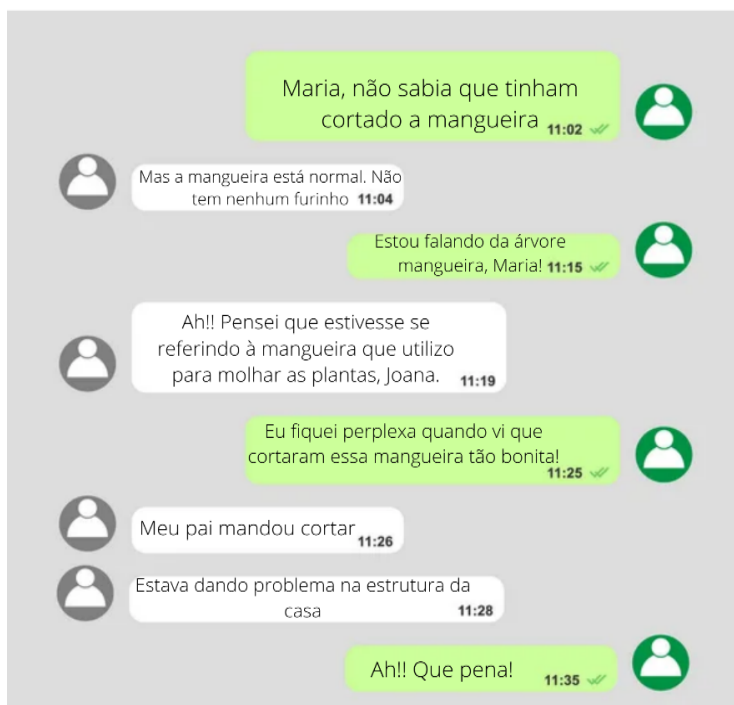 Maria, não sabia que tinham
cortado a mangueira 11:02
Mas a mangueira está normal. Não
tem nenhum furinho 11:04
Estou falando da árvore
mangueira, Maria! 11:15
Ah!! Pensei que estivesse se
referindo à mangueira que utilizo
para molhar as plantas, Joana. 11:19
Eu fiquei perplexa quando vi que
cortaram essa mangueira tão bonita!
11:25
Meu pai mandou cortar 11:26
Estava dando problema na estrutura da
casa 11:28
Ah!! Que pena! 11:35